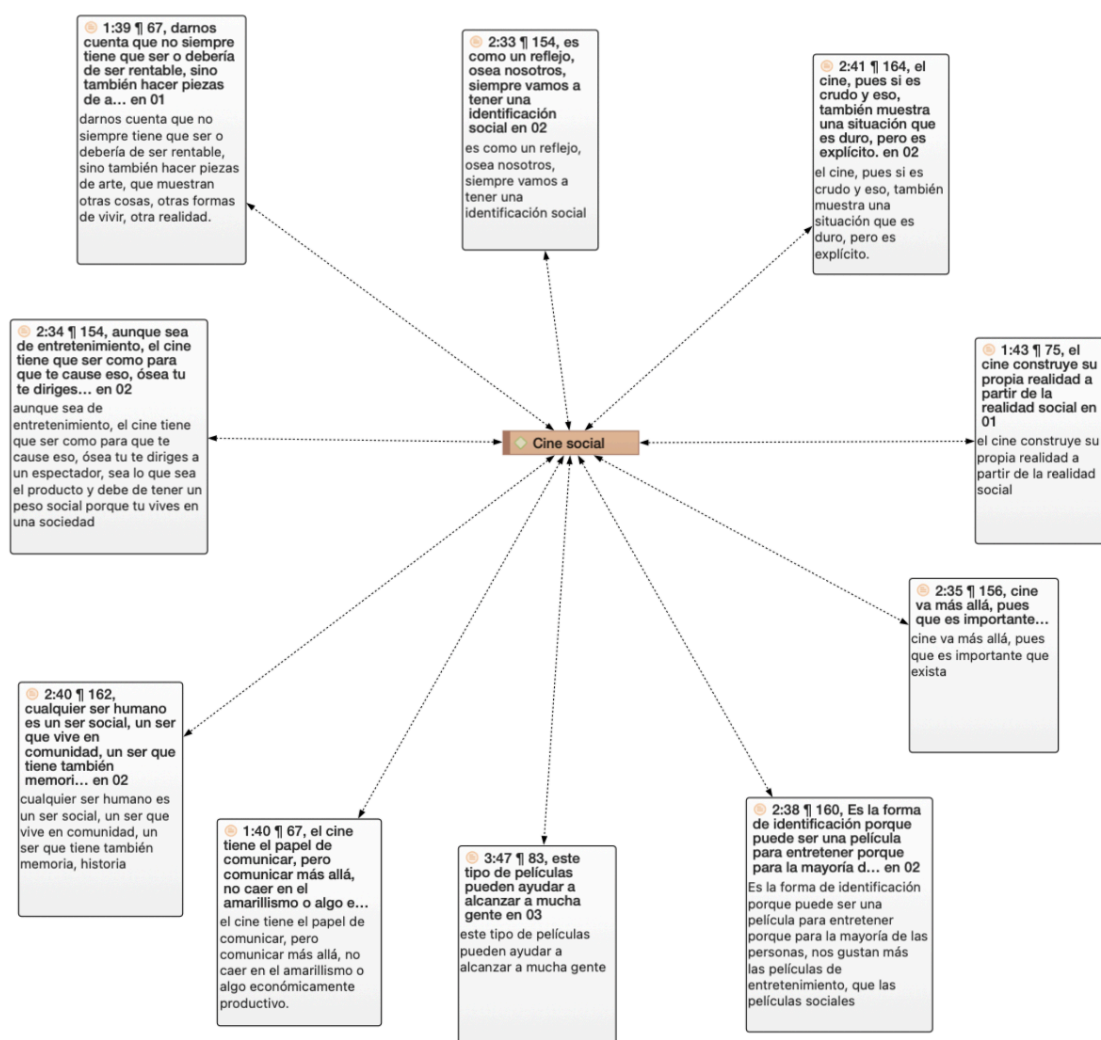 1:39 ¶ 67, darnos
cuenta que no siempre
tiene que ser o debería
de ser rentable, sino
también hacer piezas
de a... en 01
darnos cuenta que no
siempre tiene que ser o
debería de ser rentable,
sino también hacer piezas
de arte, que muestran
otras cosas, otras formas
de vivir, otra realidad.
2:33 ¶ 154, es
como un reflejo,
osea nosotros,
siempre vamos a
tener una
identificación
social en 02
es como un reflejo,
osea nosotros,
siempre vamos a
tener una
identificación social
2:41 ¶ 164, el
cine, pues si es
crudo y eso,
también muestra
una situación que
es duro, pero es
explícito. en 02
el cine, pues si es
crudo y eso, también
muestra una
situación que es
duro, pero es
explícito.
2:34 ¶ 154, aunque sea
de entretenimiento, el cine
tiene que ser como para
que te cause eso, ósea tu
te diriges... en 02
aunque sea de
entretenimiento, el cine tiene
que ser como para que te
cause eso, ósea tu te diriges a
un espectador, sea lo que sea
el producto y debe de tener un
peso social porque tu vives en
una sociedad
1:43 ¶ 75, el
cine construye su
propia realidad a
partir de la
realidad social en
01
el cine construye su
propia realidad a
partir de la realidad
social
Cine social
2:35 ¶ 156, cine
va más allá, pues
que es importante...
cine va más allá, pues
que es importante que
exista
2:40 ¶ 162,
cualquier ser humano
es un ser social, un ser
que vive en
comunidad, un ser que
tiene también
memori... en 02
cualquier ser humano es
un ser social, un ser que
vive en comunidad, un
ser que tiene también
memoria, historia
1:40 ¶ 67, el cine
tiene el papel de
comunicar, pero
comunicar más allá,
no caer en el
amarillismo o algo e...
el cine tiene el papel de
comunicar, pero
comunicar más allá, no
caer en el amarillismo o
algo económicamente
productivo.
3:47 ¶ 83, este
tipo de películas
pueden ayudar a
alcanzar a mucha
gente en 03
este tipo de películas
pueden ayudar a
alcanzar a mucha gente
2:38 ¶ 160, Es la forma
de identificación porque
puede ser una película
para entretener porque
para la mayoría d... en 02
Es la forma de identificación
porque puede ser una
película para entretener
porque para la mayoría de las
personas, nos gustan más
las películas de
entretenimiento, que las
películas sociales